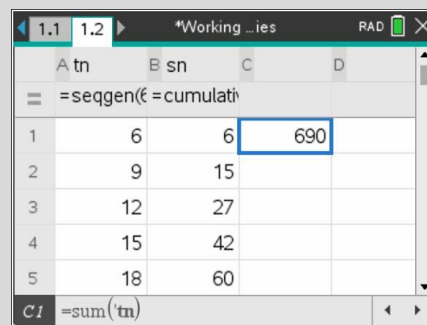 1.1 1.2 *Working …ies RAD
A tn B sn C D
= =seqgen(6 =cumulativ
1 6 6 690
2 9 15
3 12 27
4 15 42
5 18 60
C1 =sum('tn)